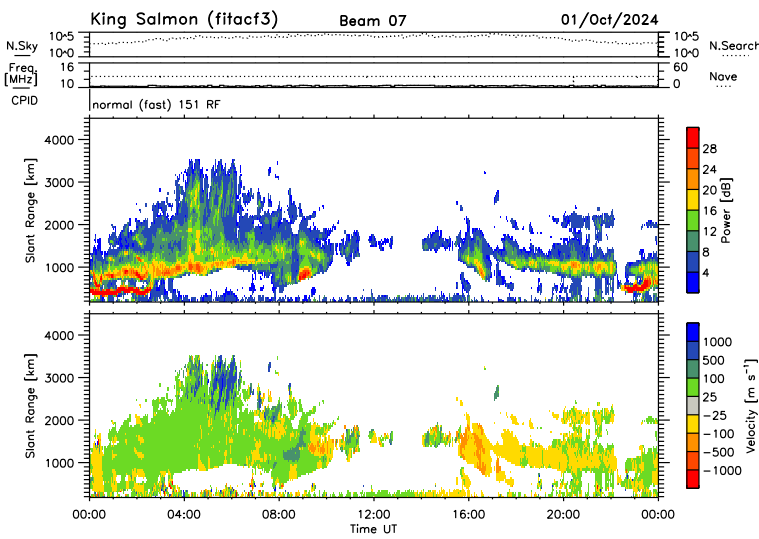 King Salmon (fitacf3) Beam 07 01/Oct/2024
N.Sky 10^5 10^0 10^5 10^0 N.Search
Freq [MHz] 16 10 60 0 Nave
CPID normal (fast) 151 RF
Slant Range [km]
4000
3000
2000
1000
Power [dB]
28
24
20
16
12
8
4
Slant Range [km]
4000
3000
2000
1000
Velocity [m s⁻¹]
1000
500
100
25
−25
−100
−500
−1000
00:00 04:00 08:00 12:00 16:00 20:00 00:00
Time UT